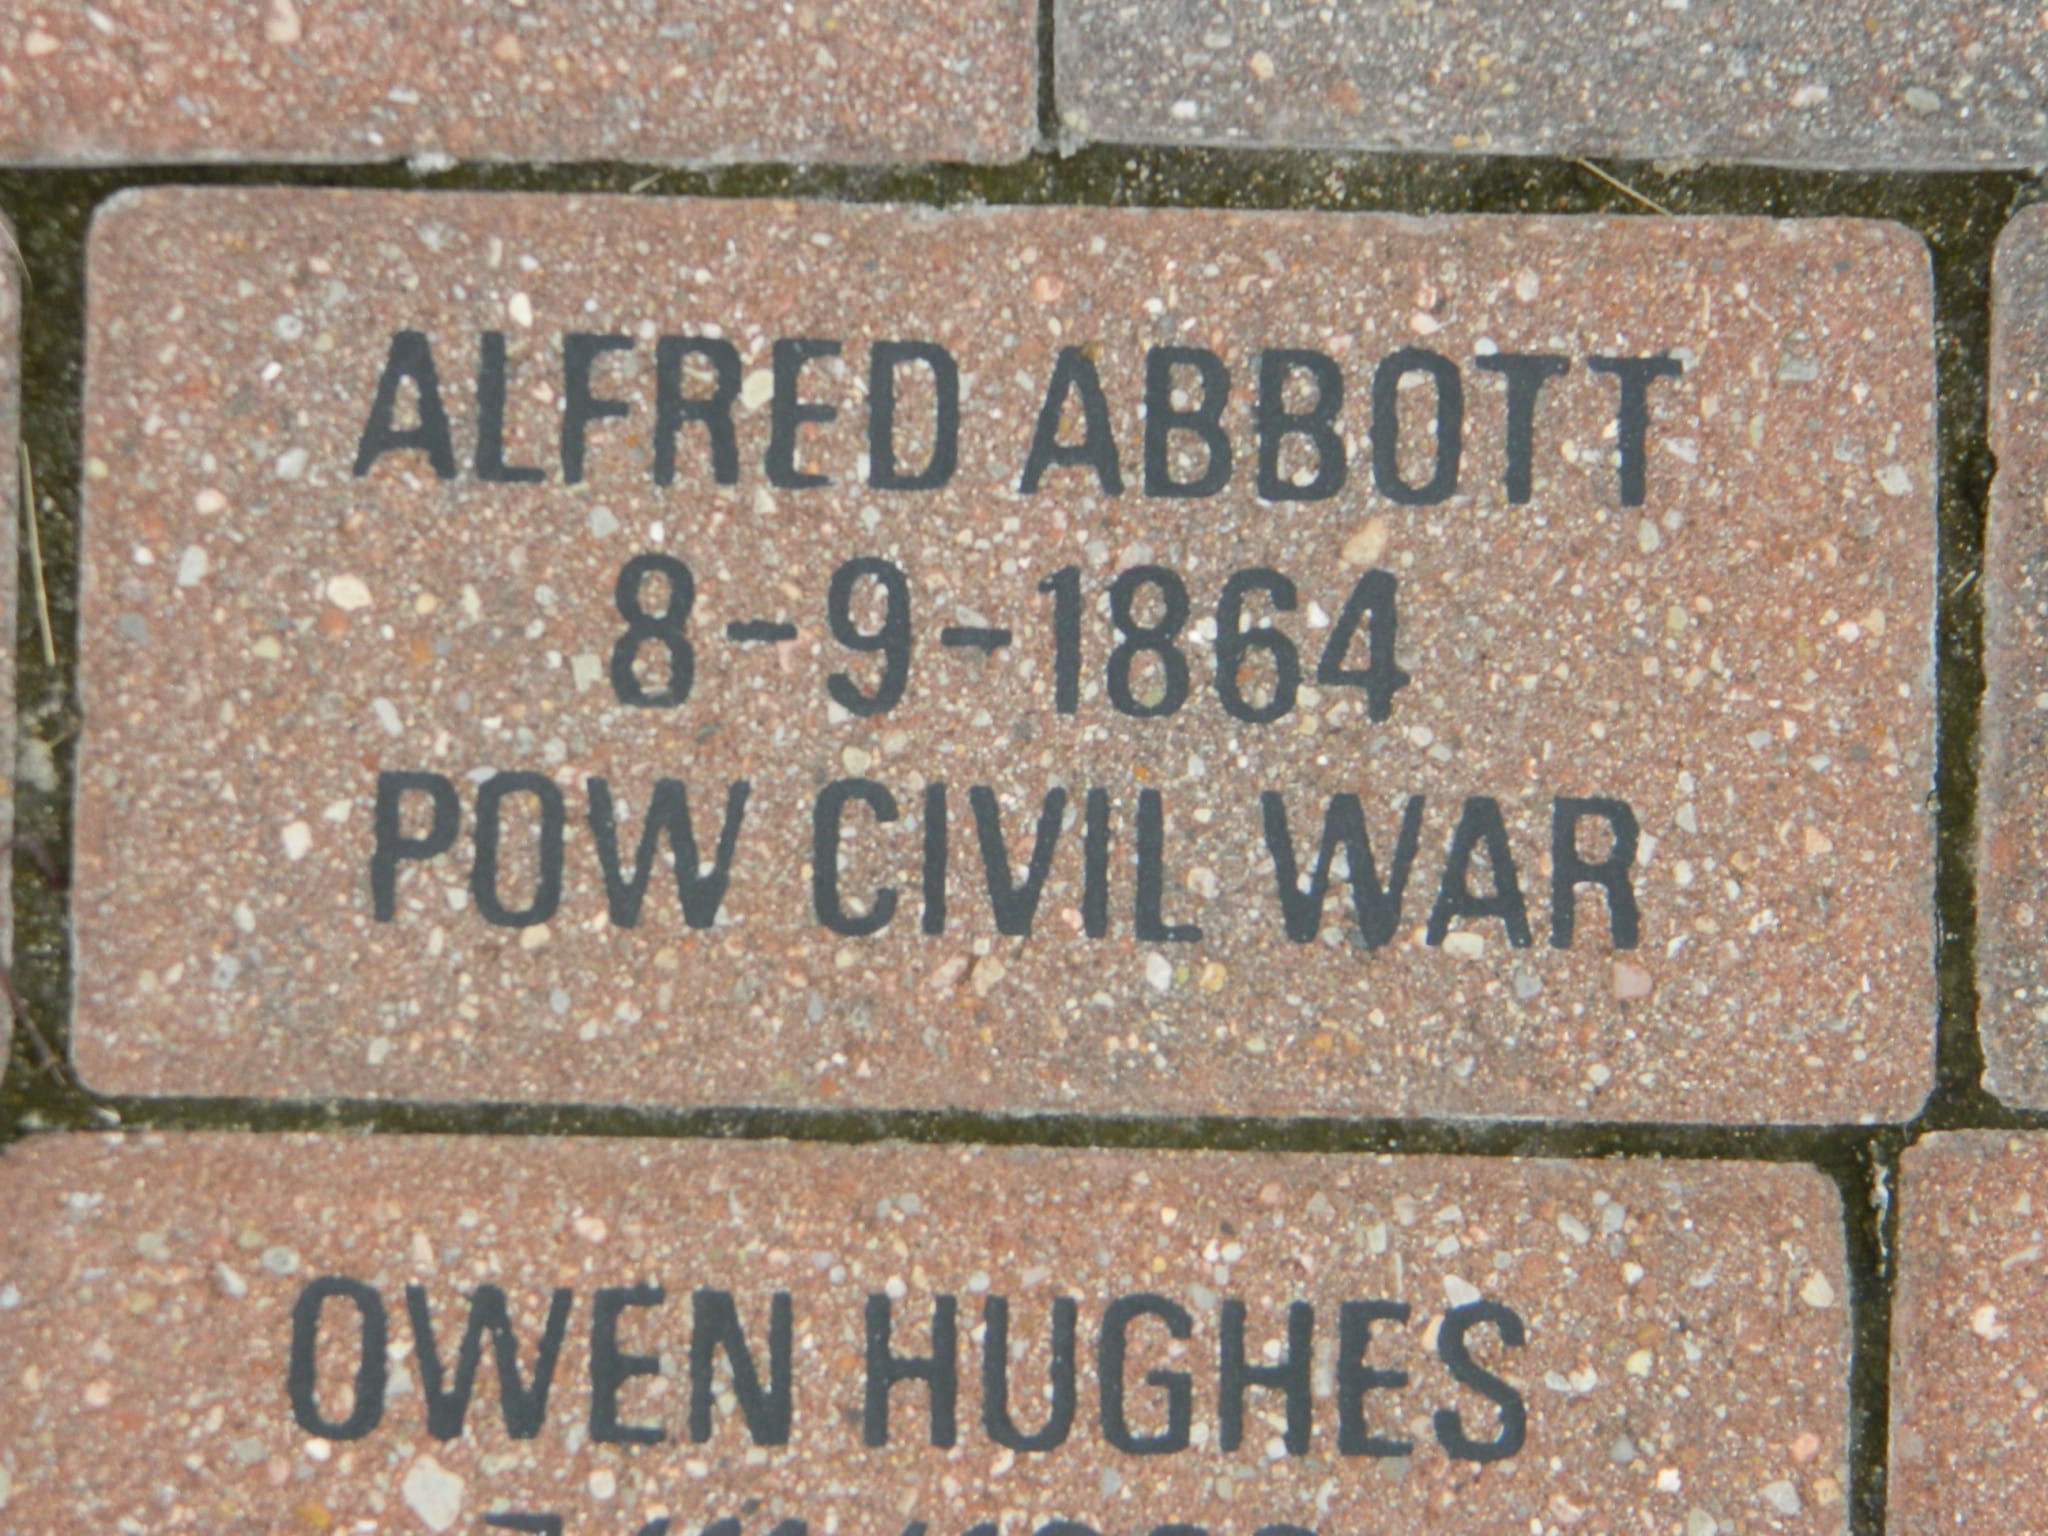 ALFRED ABBOTT
8-9-1864
POW CIVIL WAR
OWEN HUGHES